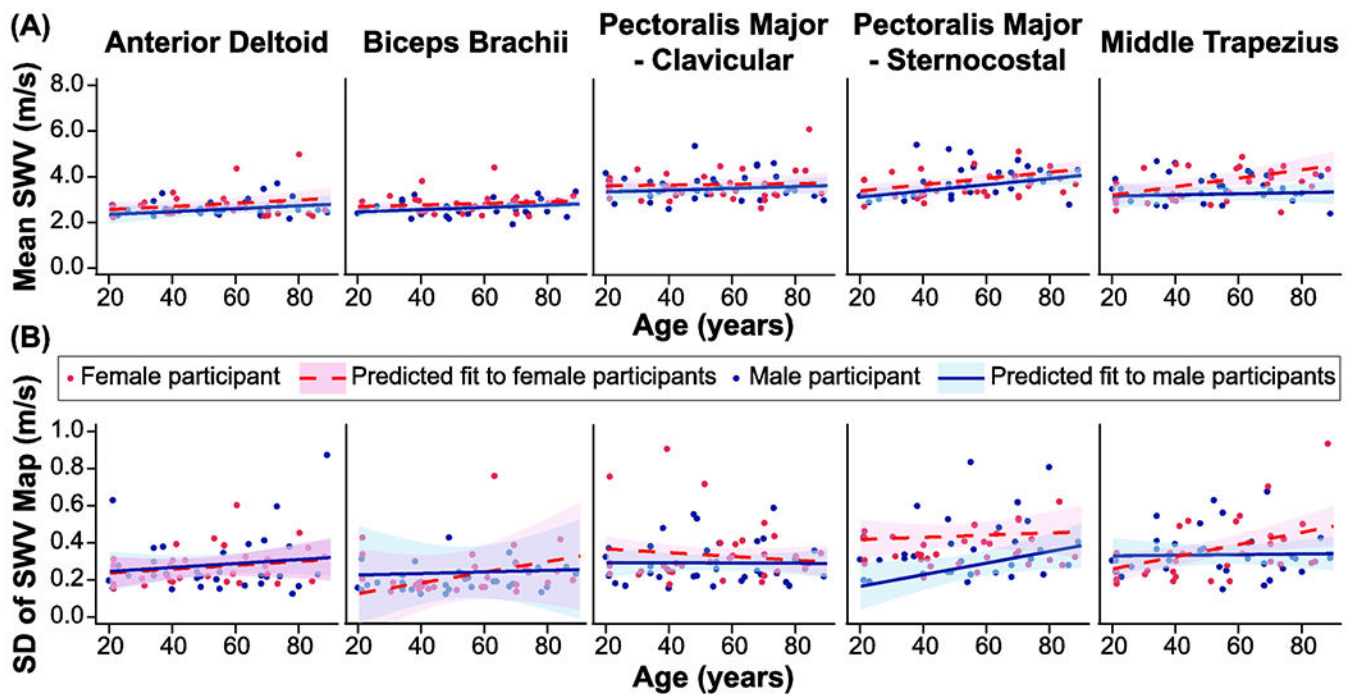 (A)
Anterior Deltoid
Biceps Brachii
Pectoralis Major
- Clavicular
Pectoralis Major
- Sternocostal
Middle Trapezius
Mean SWV (m/s)
8.0
6.0
4.0
2.0
0.0
20 40 60 80
20 40 60 80
20 40 60 80
20 40 60 80
20 40 60 80
Age (years)
(B)
Female participant
Predicted fit to female participants
Male participant
Predicted fit to male participants
SD of SWV Map (m/s)
1.0
0.8
0.6
0.4
0.2
0.0
20 40 60 80
20 40 60 80
20 40 60 80
20 40 60 80
20 40 60 80
Age (years)